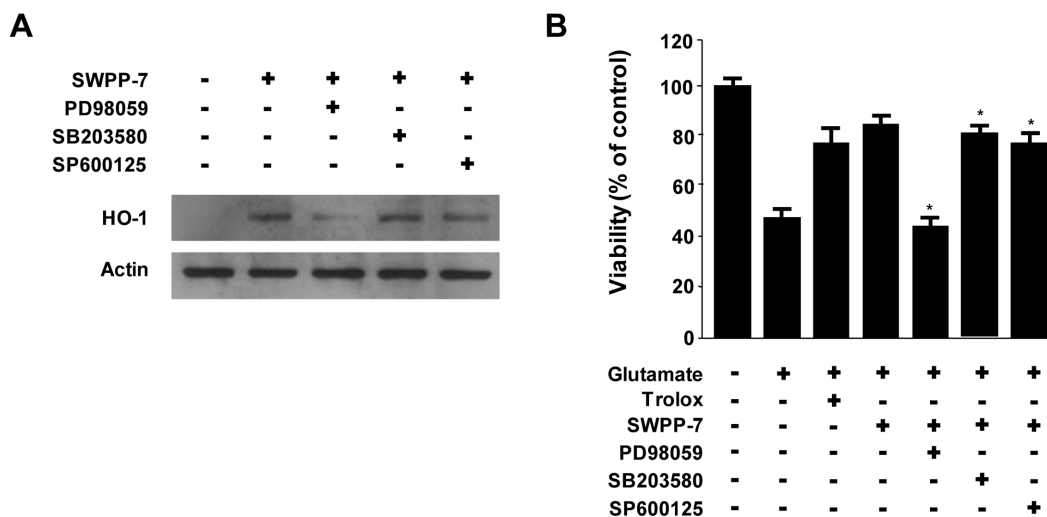 A
SWPP-7 - + + + +
PD98059 - - + - -
SB203580 - - - + -
SP600125 - - - - +
HO-1
Actin
B
Viability (% of control)
120
100
80
60
40
20
0
* * *
Glutamate - + + + + + +
Trolox - - + - - - -
SWPP-7 - - - + + + +
PD98059 - - - - + - -
SB203580 - - - - - + -
SP600125 - - - - - - +